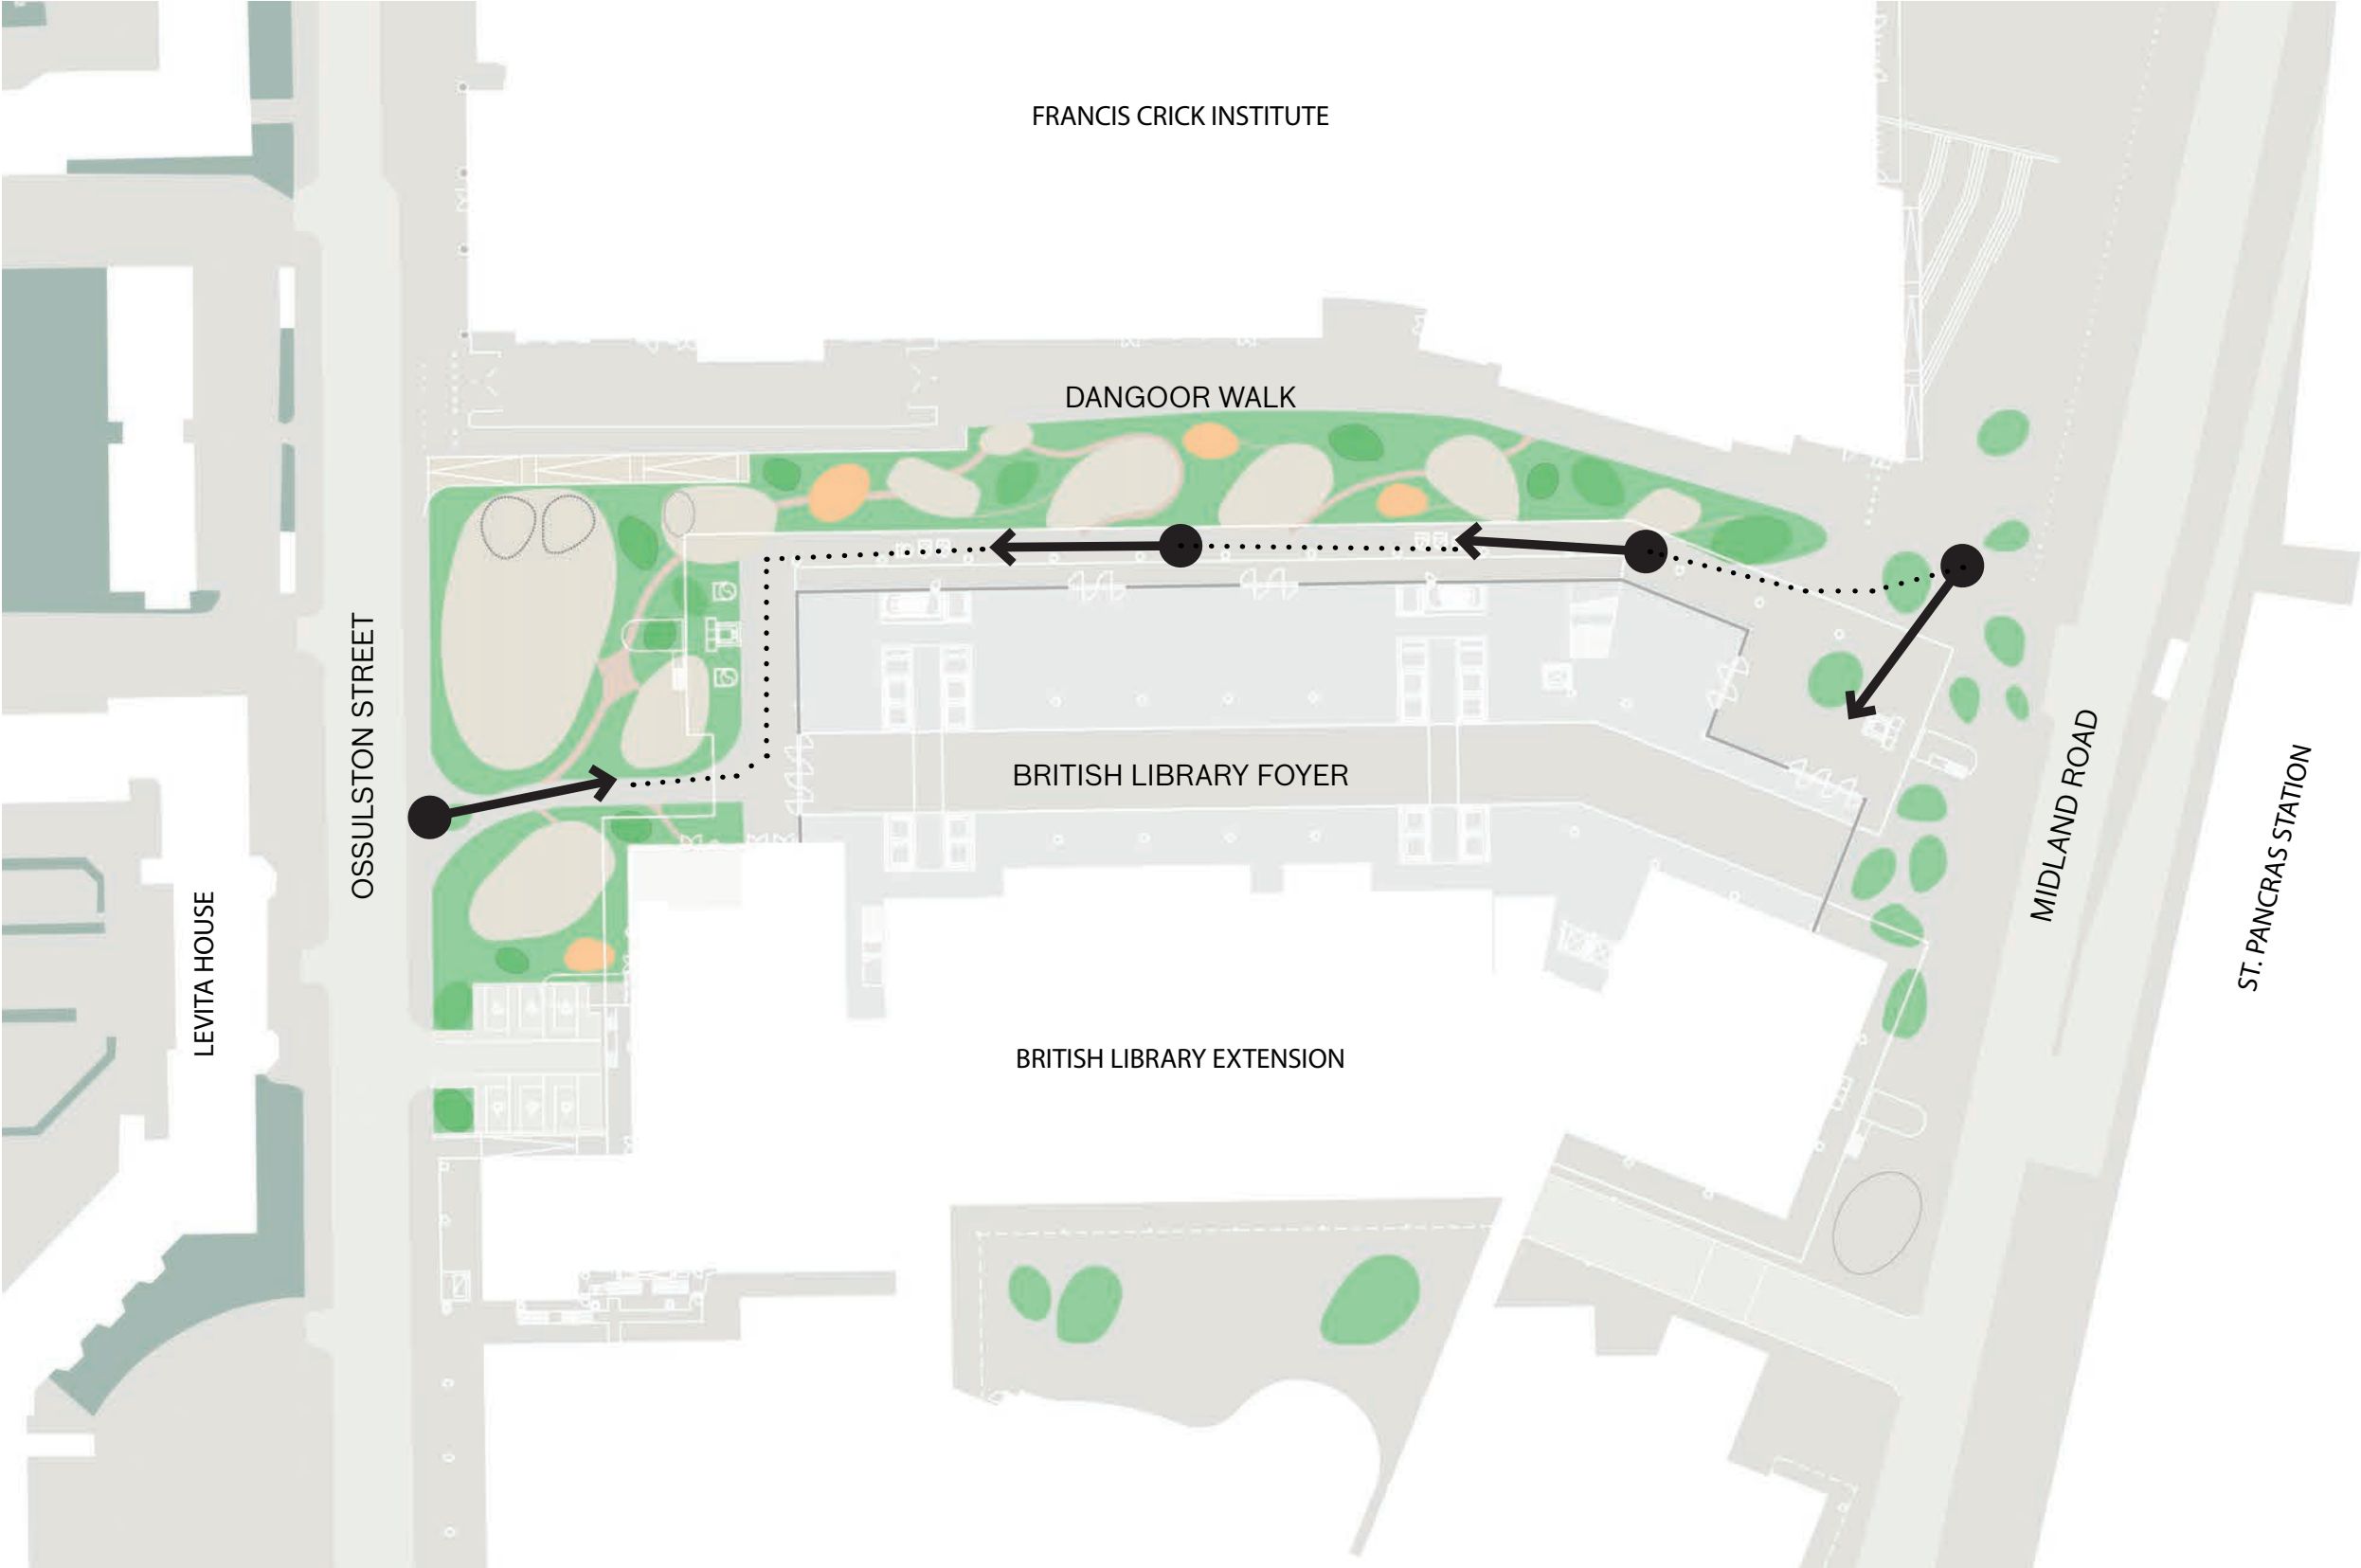 FRANCIS CRICK INSTITUTE
DANGOOR WALK
OSSULSTON STREET
BRITISH LIBRARY FOYER
MIDLAND ROAD
ST. PANCRAS STATION
LEVITA HOUSE
BRITISH LIBRARY EXTENSION